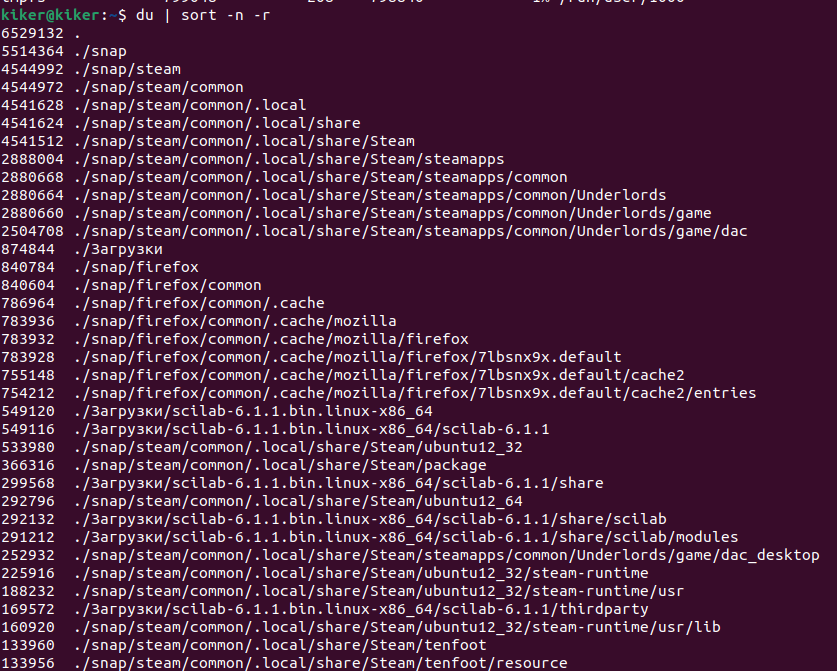 kiker@kiker:~$ du | sort -n -r
6529132 .
5514364 ./snap
4544992 ./snap/steam
4544972 ./snap/steam/common
4541628 ./snap/steam/common/.local
4541624 ./snap/steam/common/.local/share
4541512 ./snap/steam/common/.local/share/Steam
2888004 ./snap/steam/common/.local/share/Steam/steamapps
2880668 ./snap/steam/common/.local/share/Steam/steamapps/common
2880664 ./snap/steam/common/.local/share/Steam/steamapps/common/Underlords
2880660 ./snap/steam/common/.local/share/Steam/steamapps/common/Underlords/game
2504708 ./snap/steam/common/.local/share/Steam/steamapps/common/Underlords/game/dac
874844 ./Загрузки
840784 ./snap/firefox
840604 ./snap/firefox/common
786964 ./snap/firefox/common/.cache
783936 ./snap/firefox/common/.cache/mozilla
783932 ./snap/firefox/common/.cache/mozilla/firefox
783928 ./snap/firefox/common/.cache/mozilla/firefox/7lbsnx9x.default
755148 ./snap/firefox/common/.cache/mozilla/firefox/7lbsnx9x.default/cache2
754212 ./snap/firefox/common/.cache/mozilla/firefox/7lbsnx9x.default/cache2/entries
549120 ./Загрузки/scilab-6.1.1.bin.linux-x86_64
549116 ./Загрузки/scilab-6.1.1.bin.linux-x86_64/scilab-6.1.1
533980 ./snap/steam/common/.local/share/Steam/ubuntu12_32
366316 ./snap/steam/common/.local/share/Steam/package
299568 ./Загрузки/scilab-6.1.1.bin.linux-x86_64/scilab-6.1.1/share
292796 ./snap/steam/common/.local/share/Steam/ubuntu12_64
292132 ./Загрузки/scilab-6.1.1.bin.linux-x86_64/scilab-6.1.1/share/scilab
291212 ./Загрузки/scilab-6.1.1.bin.linux-x86_64/scilab-6.1.1/share/scilab/modules
252932 ./snap/steam/common/.local/share/Steam/steamapps/common/Underlords/game/dac_desktop
225916 ./snap/steam/common/.local/share/Steam/ubuntu12_32/steam-runtime
188232 ./snap/steam/common/.local/share/Steam/ubuntu12_32/steam-runtime/usr
169572 ./Загрузки/scilab-6.1.1.bin.linux-x86_64/scilab-6.1.1/thirdparty
160920 ./snap/steam/common/.local/share/Steam/ubuntu12_32/steam-runtime/usr/lib
133960 ./snap/steam/common/.local/share/Steam/tenfoot
133956 ./snap/steam/common/.local/share/Steam/tenfoot/resource